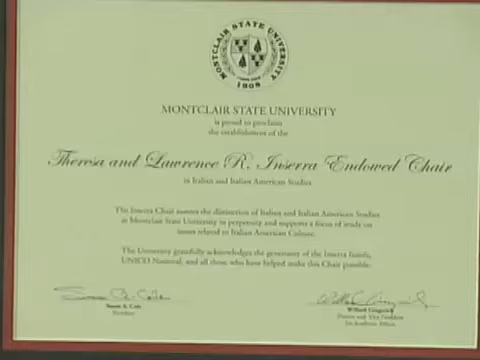 MONTCLAIR STATE UNIVERSITY
1908
MONTCLAIR STATE UNIVERSITY
is proud to proclaim
the establishment of the
Theresa and Lawrence R. Inserra Endowed Chair
in Italian and Italian American Studies
The Inserra Chair assures the distinction of Italian and Italian American Studies
at Montclair State University in perpetuity and supports a focus of study on
issues related to Italian American Culture.
The University gratefully acknowledges the generosity of the Inserra family,
UNICO National, and all those who have helped make this Chair possible.
Susan A. Cole
President
Provost and Vice President
for Academic Affairs